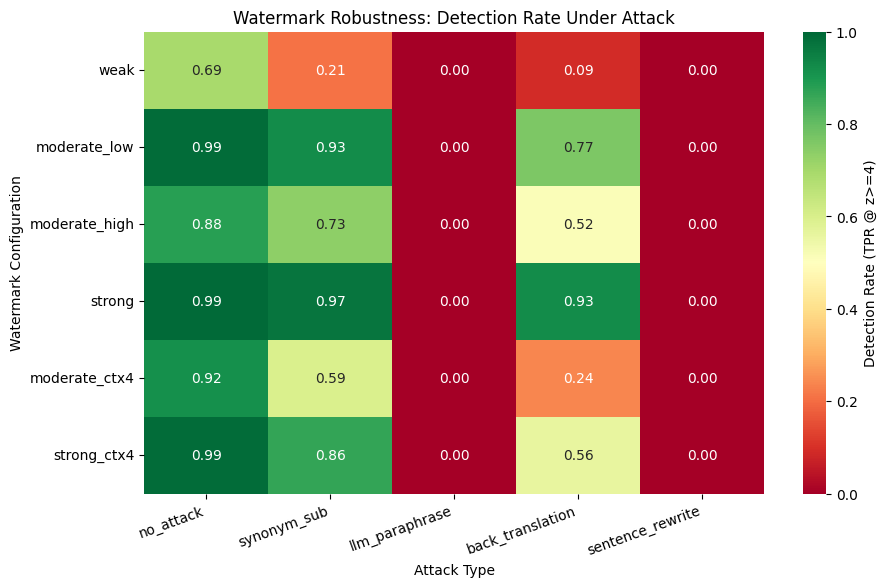 Watermark Robustness: Detection Rate Under Attack
Watermark Configuration
weak 0.69 0.21 0.00 0.09 0.00
moderate_low 0.99 0.93 0.00 0.77 0.00
moderate_high 0.88 0.73 0.00 0.52 0.00
strong 0.99 0.97 0.00 0.93 0.00
moderate_ctx4 0.92 0.59 0.00 0.24 0.00
strong_ctx4 0.99 0.86 0.00 0.56 0.00
no_attack synonym_sub llm_paraphrase back_translation sentence_rewrite
Attack Type
1.0
0.8
0.6
0.4
0.2
0.0
Detection Rate (TPR @ z>=4)